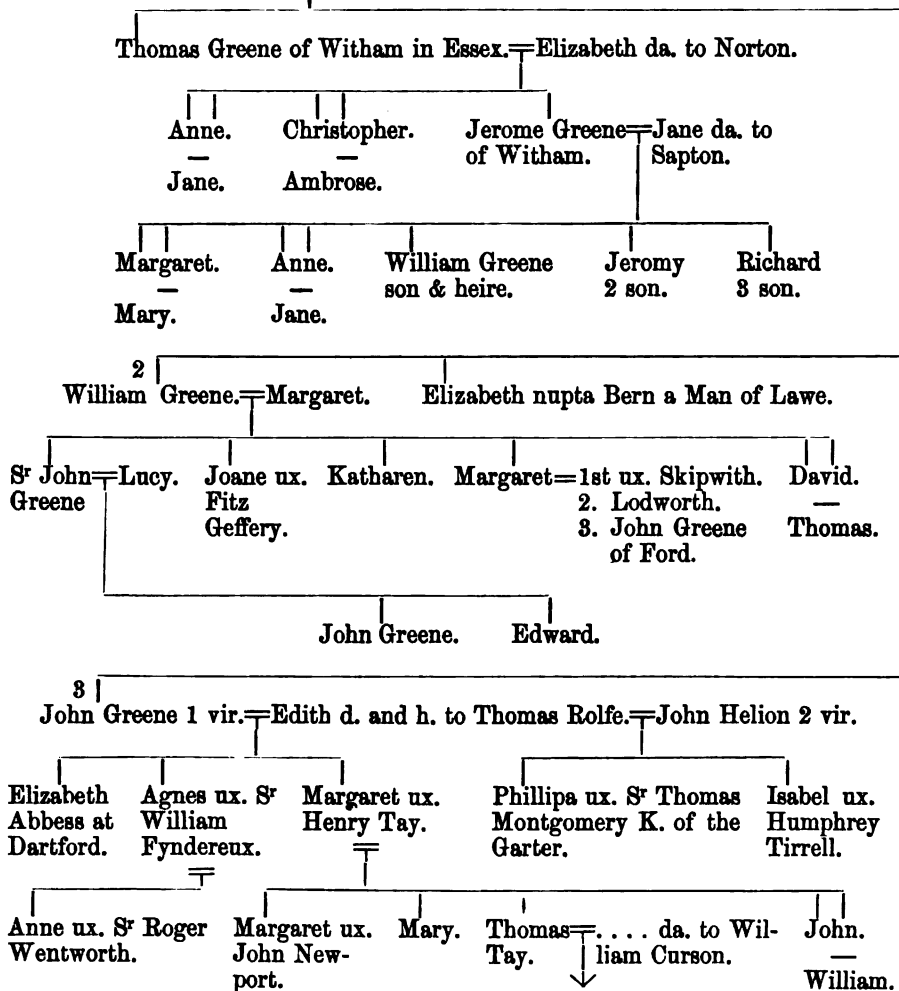 Thomas Greene of Witham in Essex.=Elizabeth da. to Norton.
Anne. Christopher. Jerome Greene=Jane da. to
— — of Witham. Sapton.
Jane. Ambrose.
Margaret. Anne. William Greene Jeromy Richard
— — son & heire. 2 son. 3 son.
Mary. Jane.
2
William Greene.=Margaret. Elizabeth nupta Bern a Man of Lawe.
Sr John=Lucy. Joane ux. Katharen. Margaret=1st ux. Skipwith. David.
Greene Fitz 2. Lodworth. —
Geffery. 3. John Greene Thomas.
of Ford.
John Greene. Edward.
3
John Greene 1 vir.=Edith d. and h. to Thomas Rolfe.=John Helion 2 vir.
Elizabeth Agnes ux. Sr Margaret ux. Phillipa ux. Sr Thomas Isabel ux.
Abbess at William Henry Tay. Montgomery K. of the Humphrey
Dartford. Fyndereux. Garter. Tirrell.
Anne ux. Sr Roger Margaret ux. Mary. Thomas=. . . . da. to Wil- John.
Wentworth. John New- Tay. liam Curson. —
port. William.